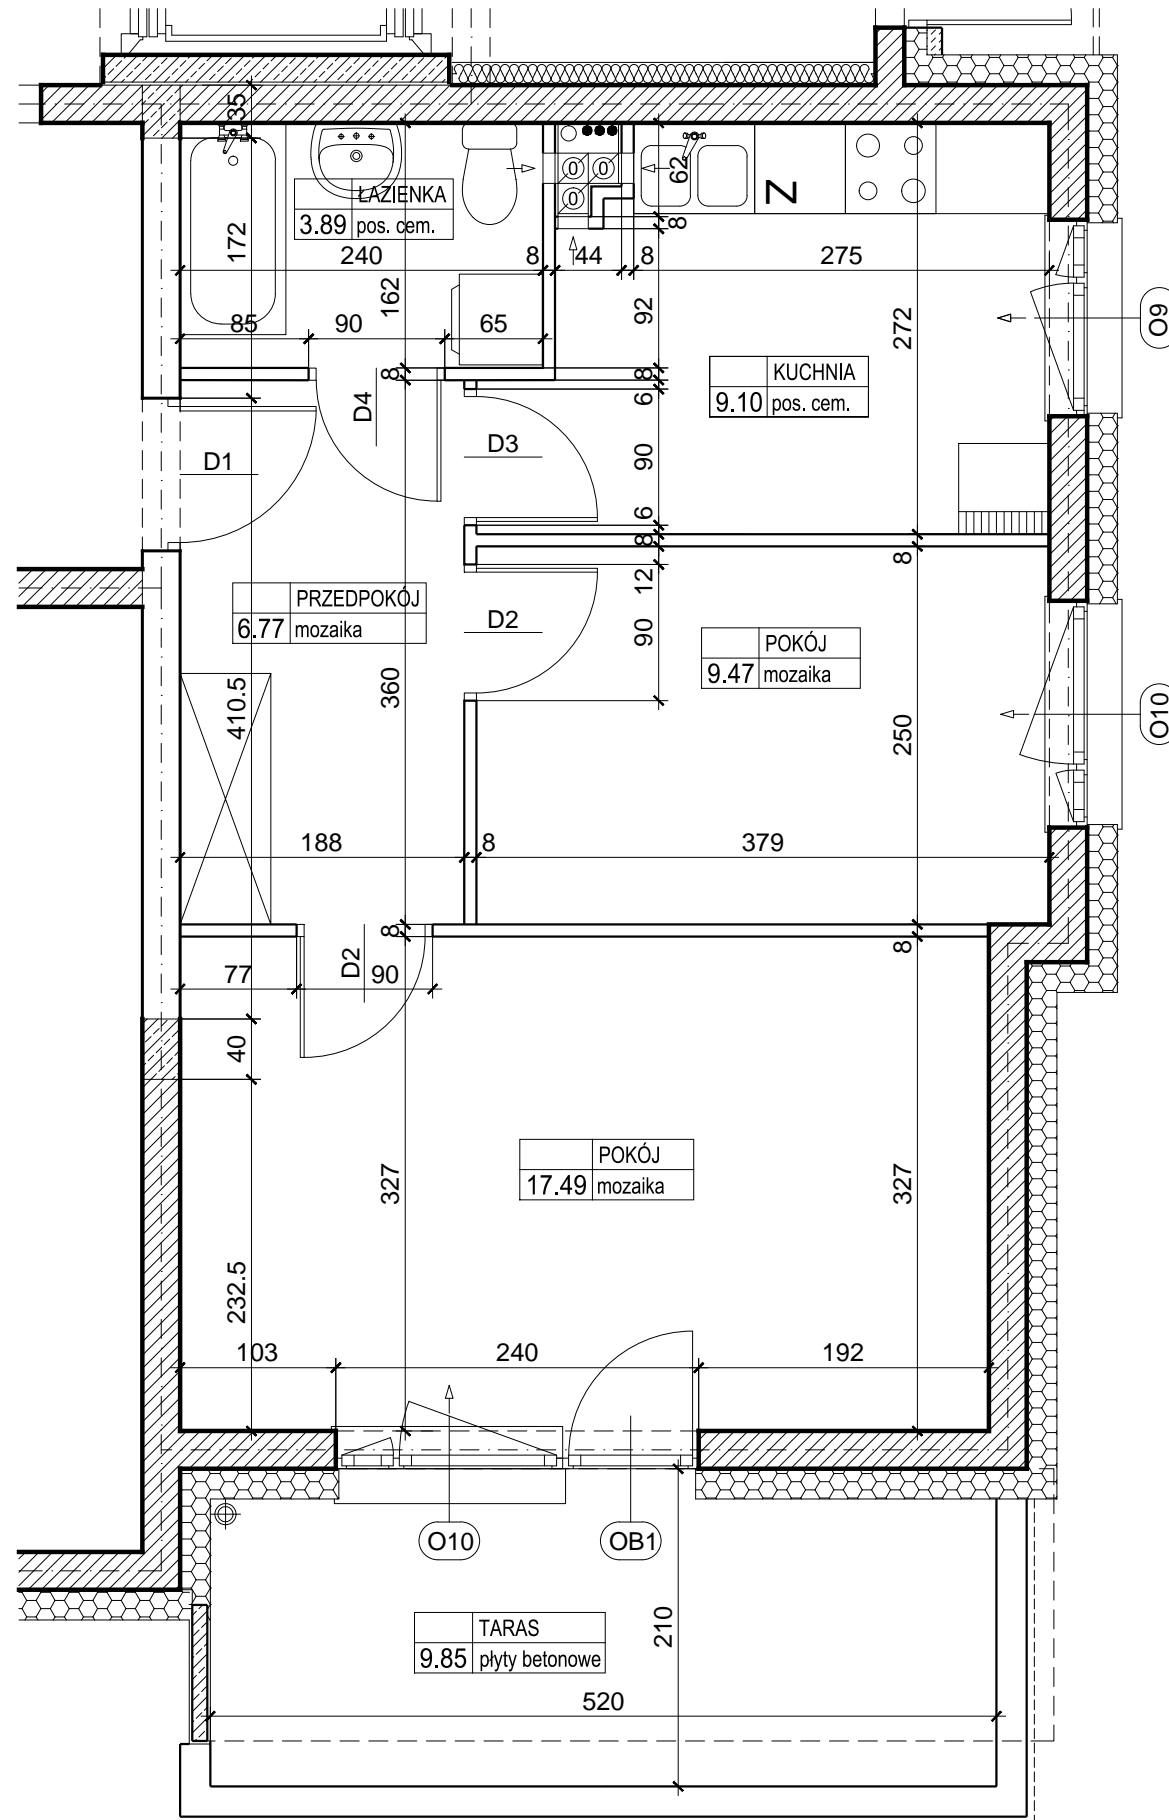 35
172
ŁAZIENKA
3.89 pos. cem.
62
Z
8
240
8
44
8
275
162
92
272
O9
85
90
65
8
8
6
KUCHNIA
9.10 pos. cem.
D4
D1
D3
90
6
8
8
12
PRZEDPOKÓJ
6.77 mozaika
D2
90
POKÓJ
9.47 mozaika
410.5
360
250
O10
188
8
379
8
8
77
D2
90
40
POKÓJ
17.49 mozaika
327
327
232.5
103
240
192
O10
OB1
TARAS
9.85 płyty betonowe
210
520